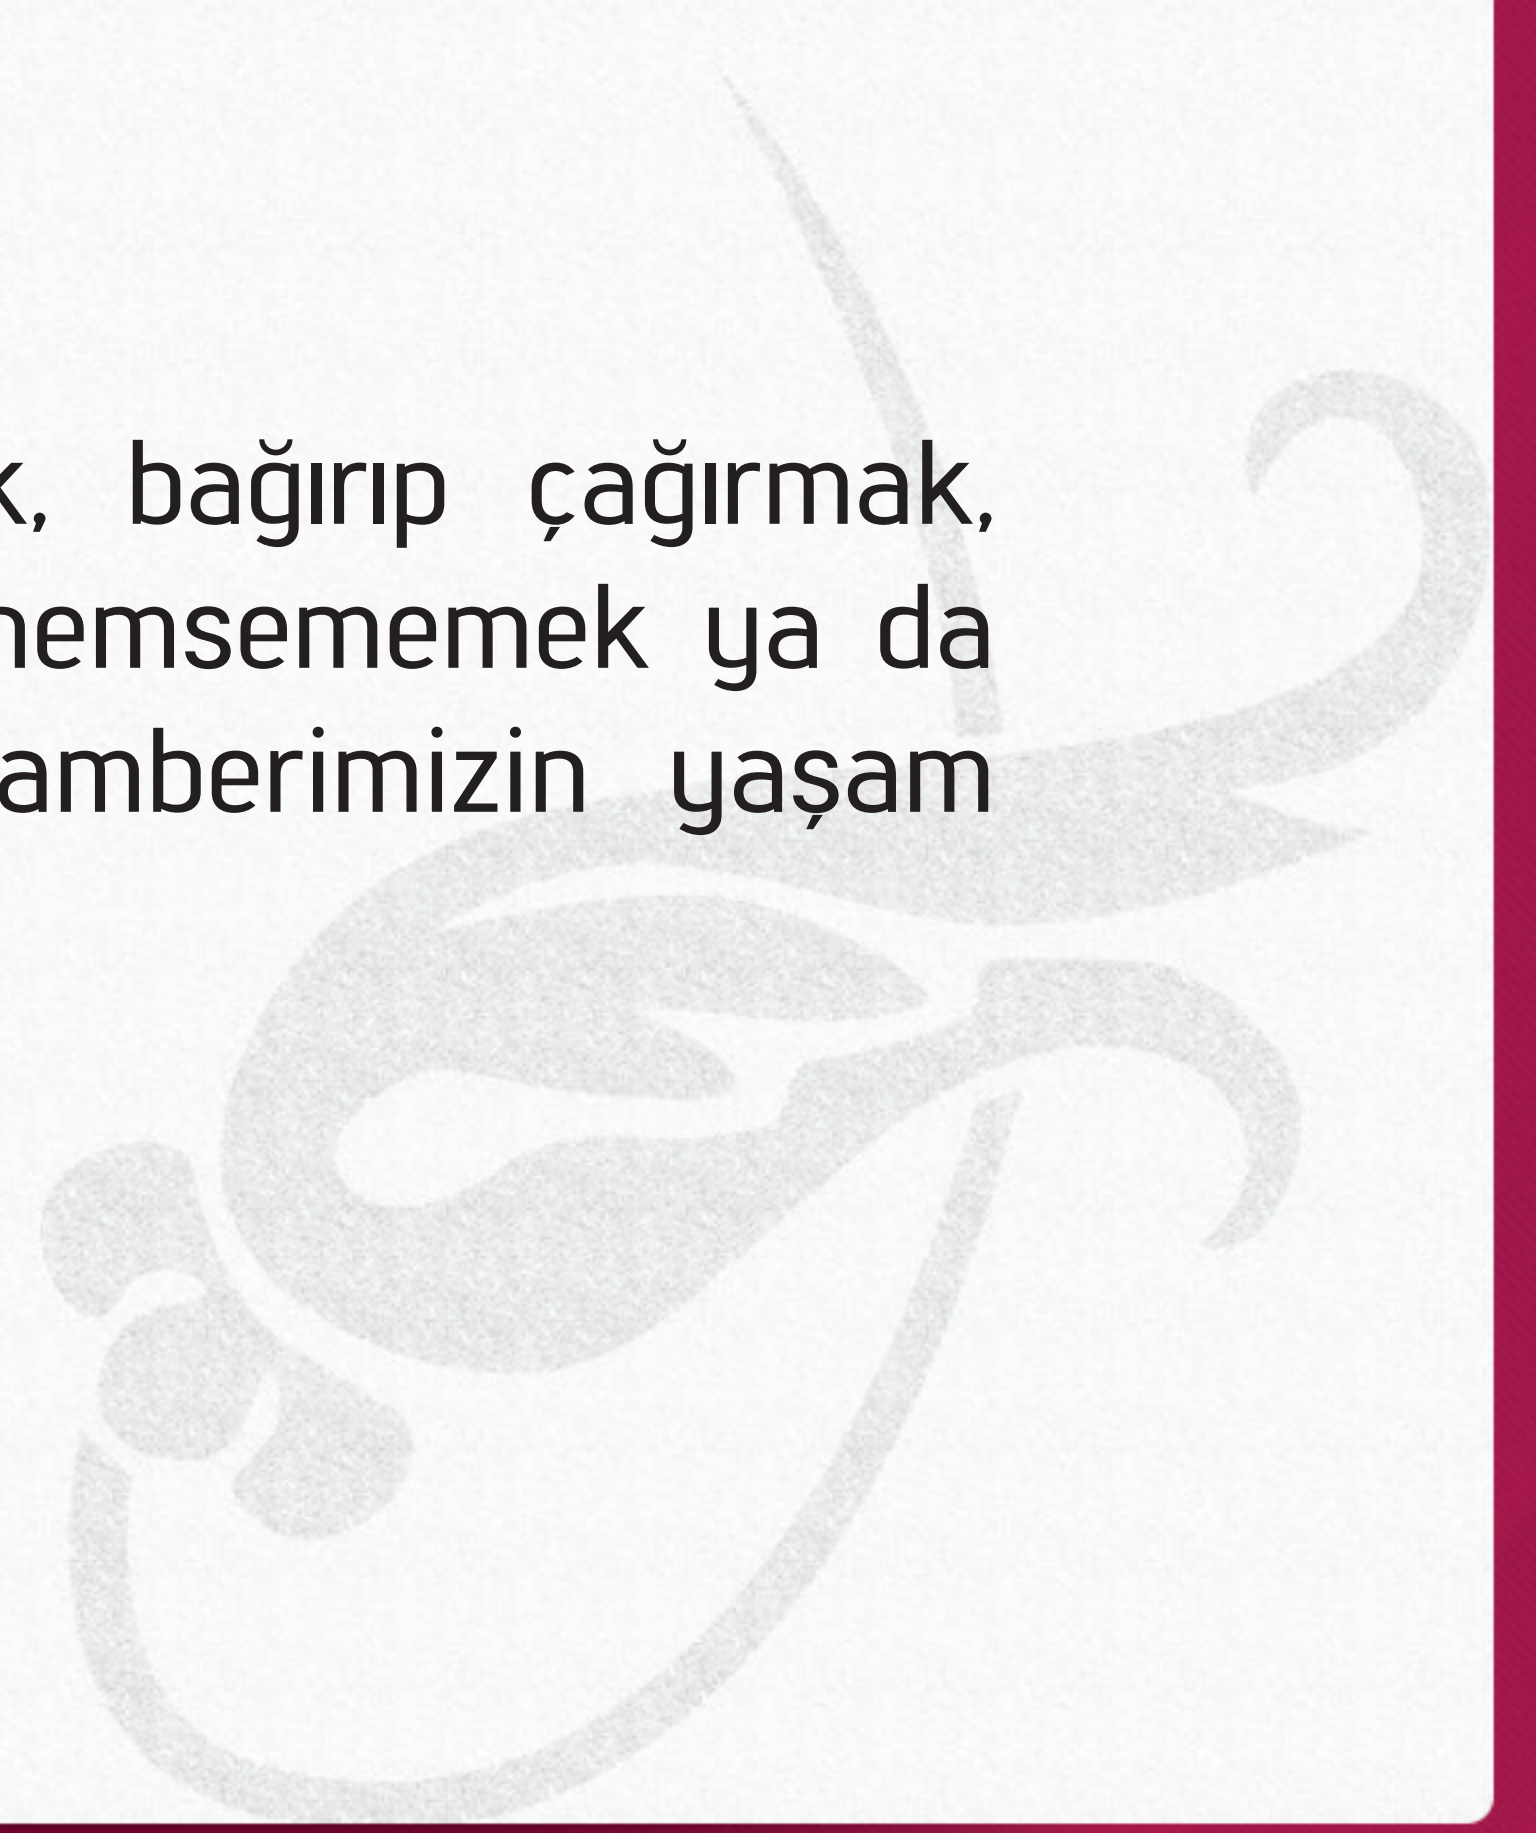 k, bağırıp çağırmak,
nemsememek ya da
amberimizin yaşam